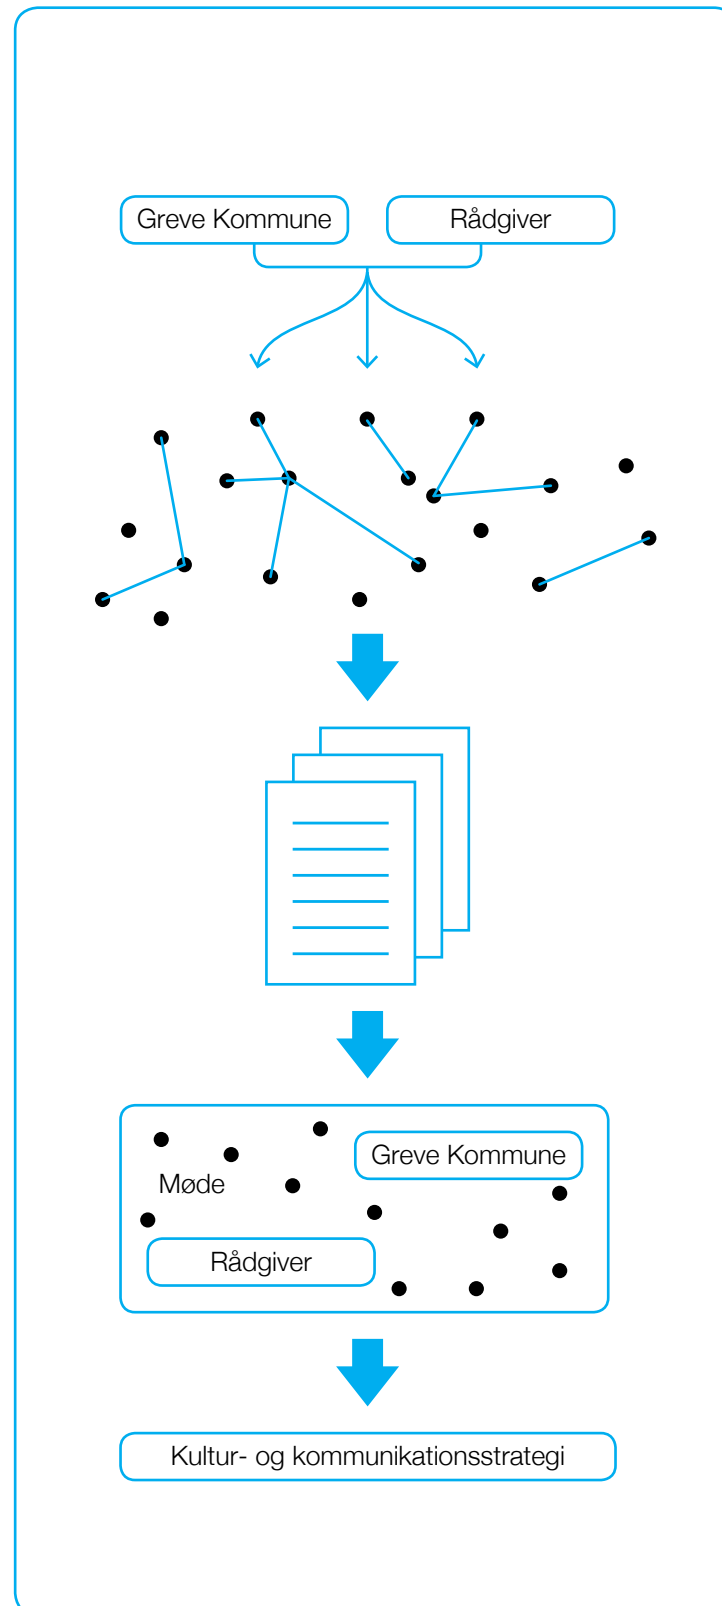 Greve Kommune
Rådgiver
Greve Kommune
Møde
Rådgiver
Kultur- og kommunikationsstrategi